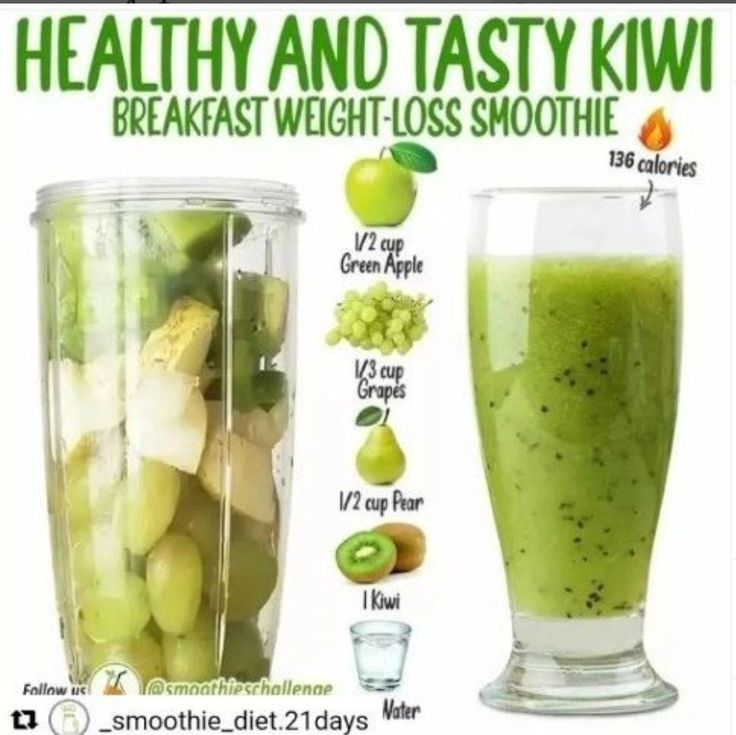 HEALTHY AND TASTY KIWI
BREAKFAST WEIGHT-LOSS SMOOTHIE
136 calories
1/2 cup
Green Apple
1/3 cup
Grapes
1/2 cup Pear
1 Kiwi
Water
Follow us @smoothieschallenge
_smoothie_diet.21days